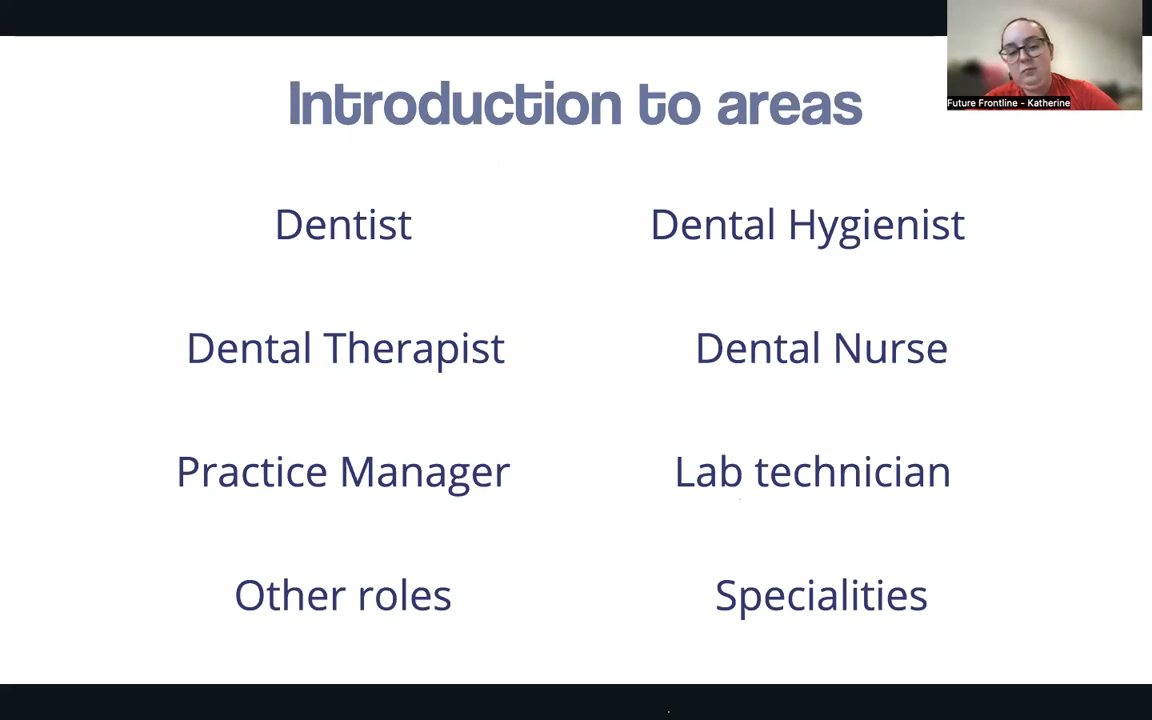 Introduction to areas
Future Frontline - Katherine
Dentist
Dental Hygienist
Dental Therapist
Dental Nurse
Practice Manager
Lab technician
Other roles
Specialities